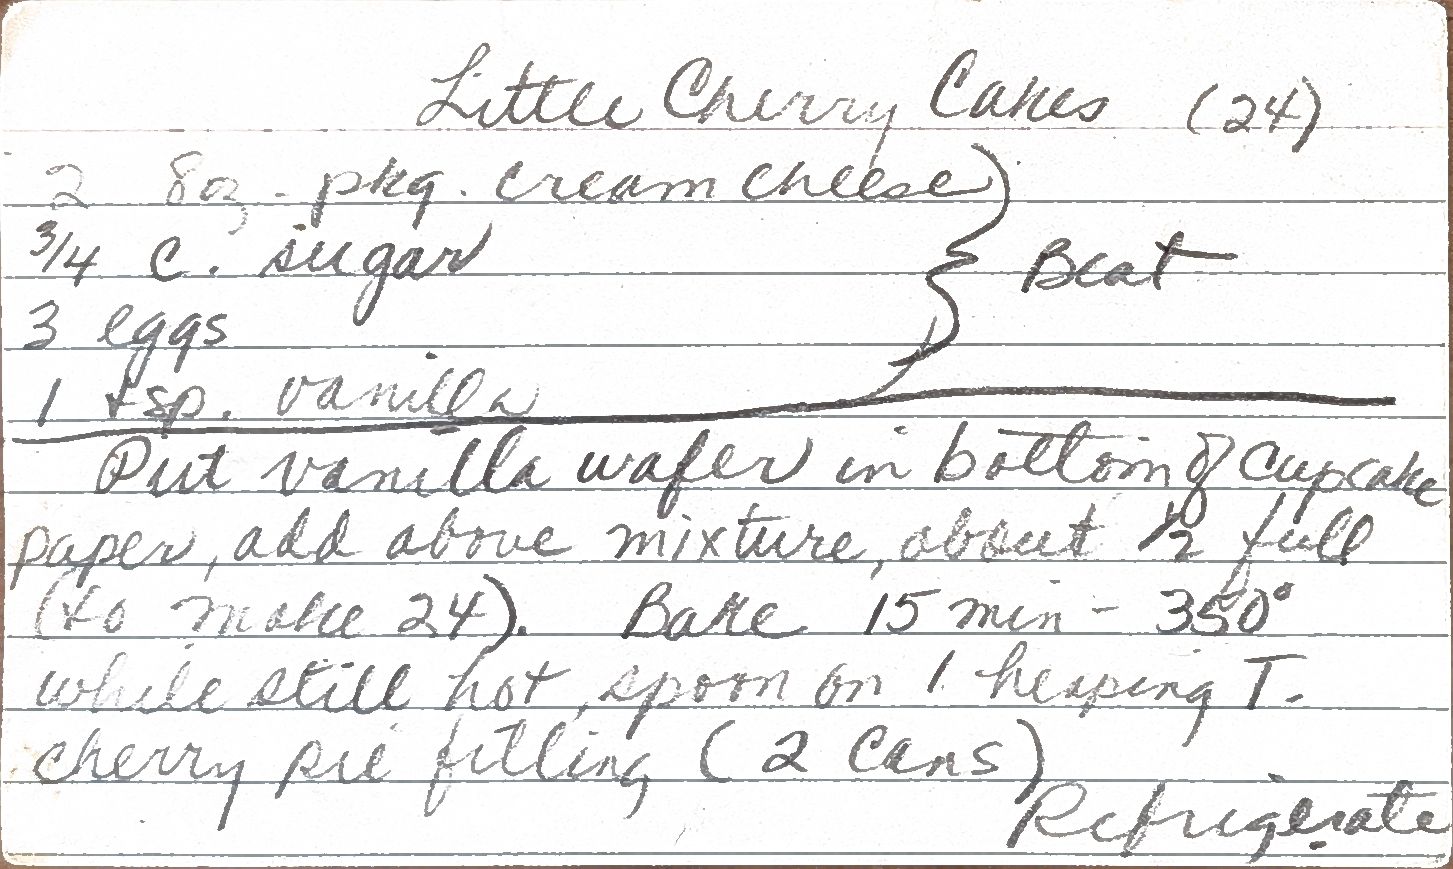 Little Cherry Cakes (24)
2 8oz - pkg. cream cheese
3/4 c. sugar
Beat
3 eggs
1 tsp. vanilla
Put vanilla wafer in bottom of cupcake
paper, add above mixture, about 1/2 full
(to make 24). Bake 15 min - 350°
while still hot, spoon on 1 heaping T.
cherry pie filling (2 cans)
Refrigerate